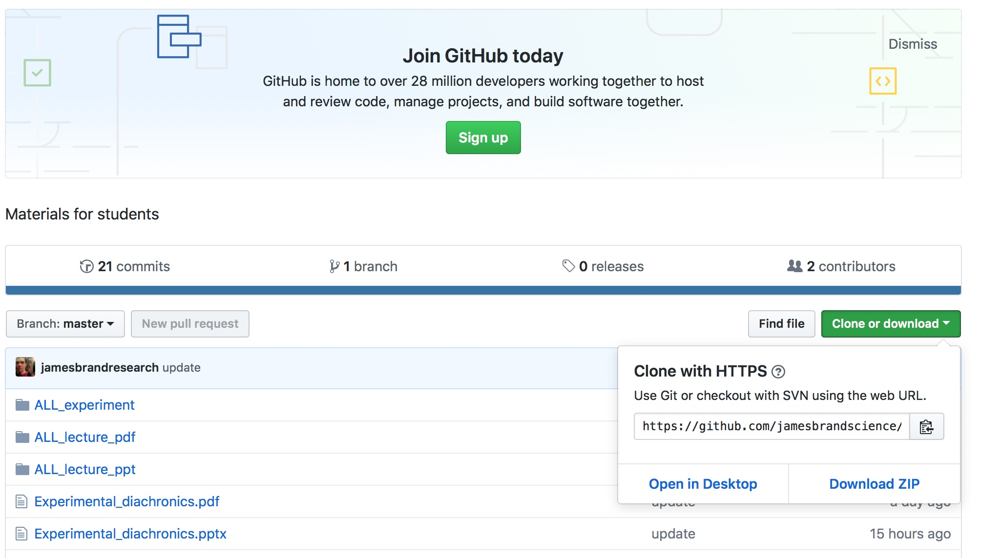 Dismiss
Join GitHub today
GitHub is home to over 28 million developers working together to host
and review code, manage projects, and build software together.
Sign up
Materials for students
21 commits
1 branch
0 releases
2 contributors
Branch: master
New pull request
Find file
Clone or download
jamesbrandresearch update
Clone with HTTPS ?
Use Git or checkout with SVN using the web URL.
https://github.com/jamesbrandscience/
Open in Desktop
Download ZIP
ALL_experiment
ALL_lecture_pdf
ALL_lecture_ppt
Experimental_diachronics.pdf
update
a day ago
Experimental_diachronics.pptx
update
15 hours ago